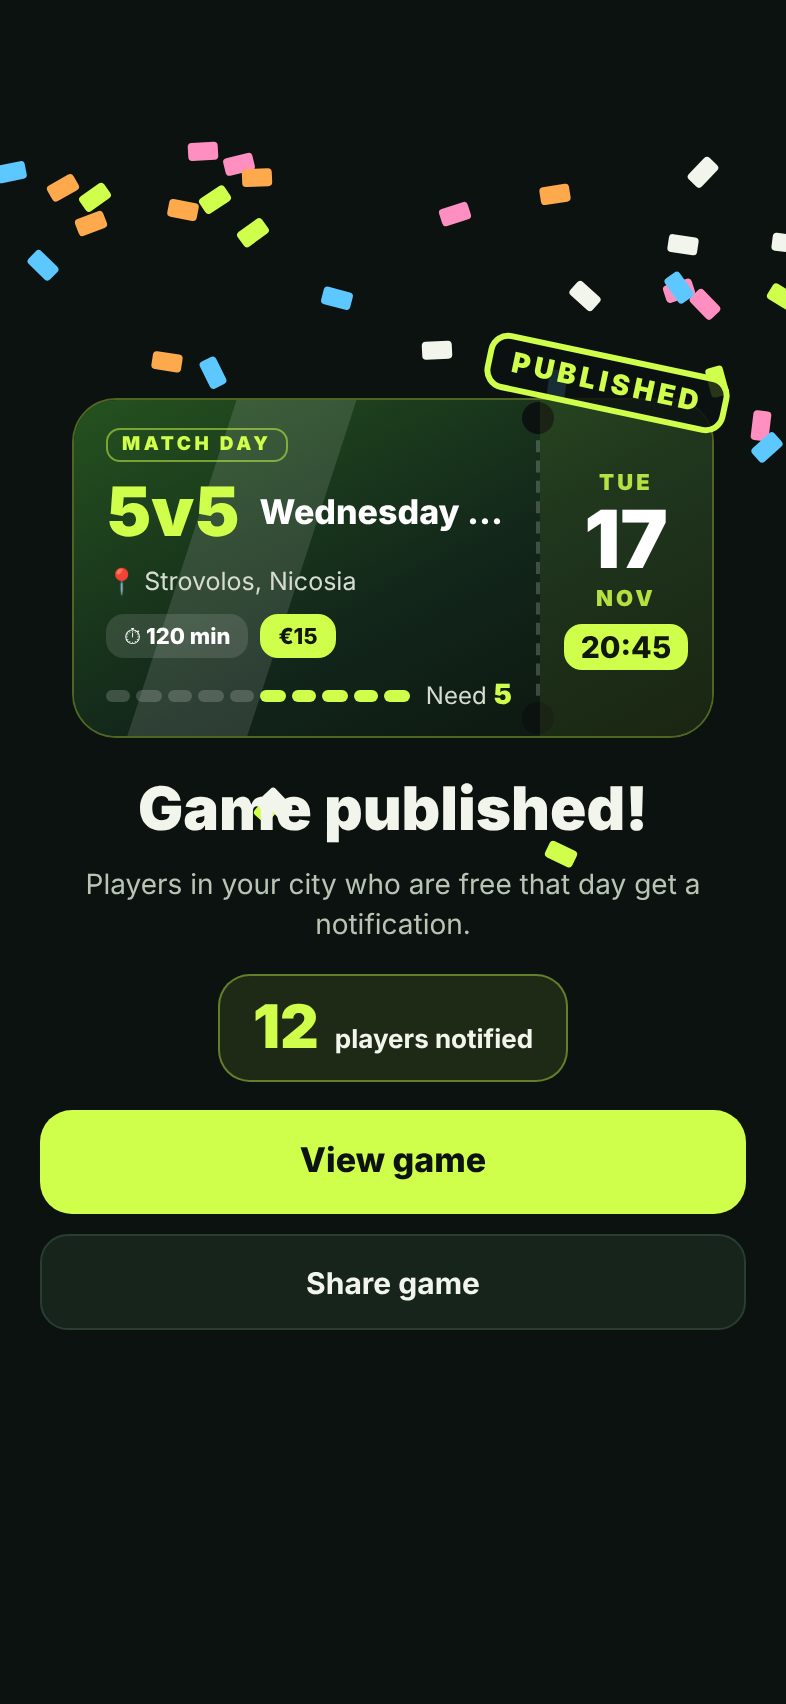 PUBLISHED
MATCH DAY
5v5 Wednesday ...
📍 Strovolos, Nicosia
⏱ 120 min €15
Need 5
TUE
17
NOV
20:45
Game published!
Players in your city who are free that day get a
notification.
12 players notified
View game
Share game